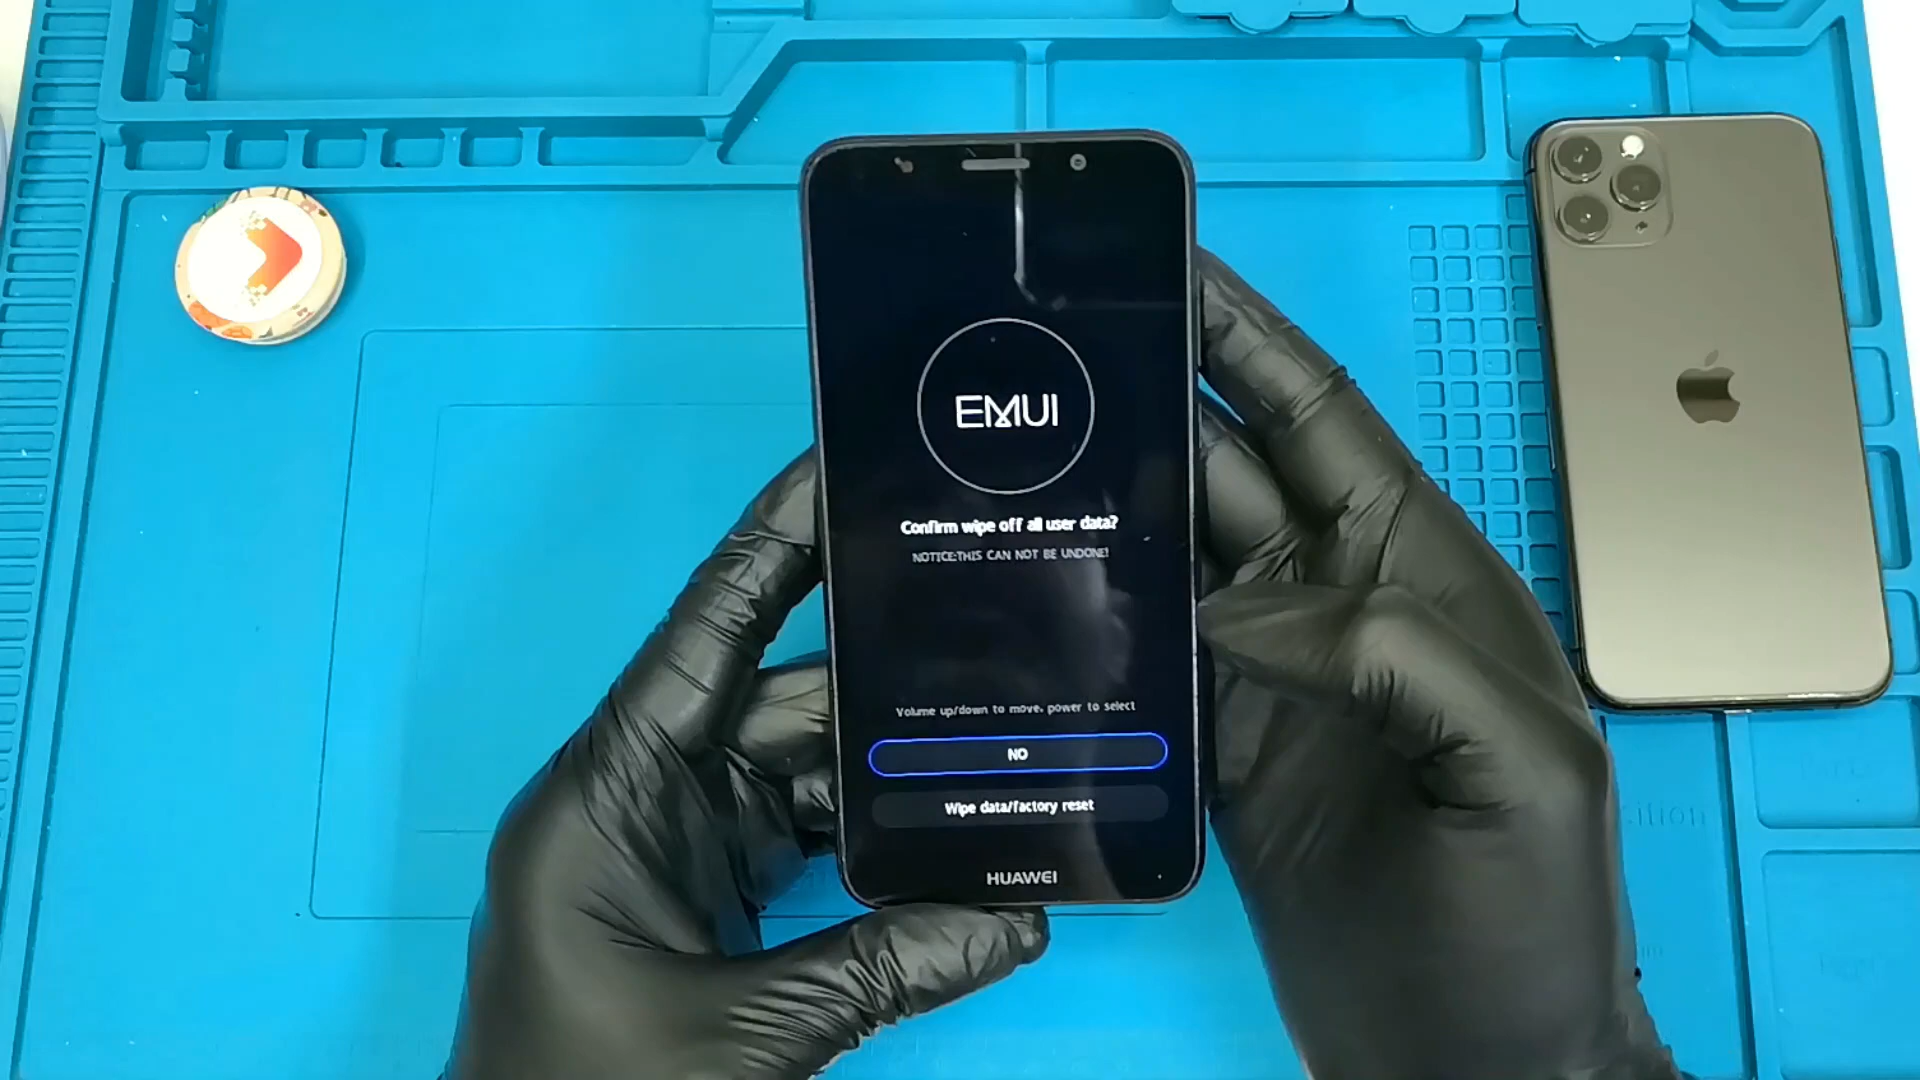 EMUI
Confirm wipe off all user data?
NOTICE:THIS CAN NOT BE UNDONE!
Volume up/down to move, power to select
NO
Wipe data/factory reset
HUAWEI